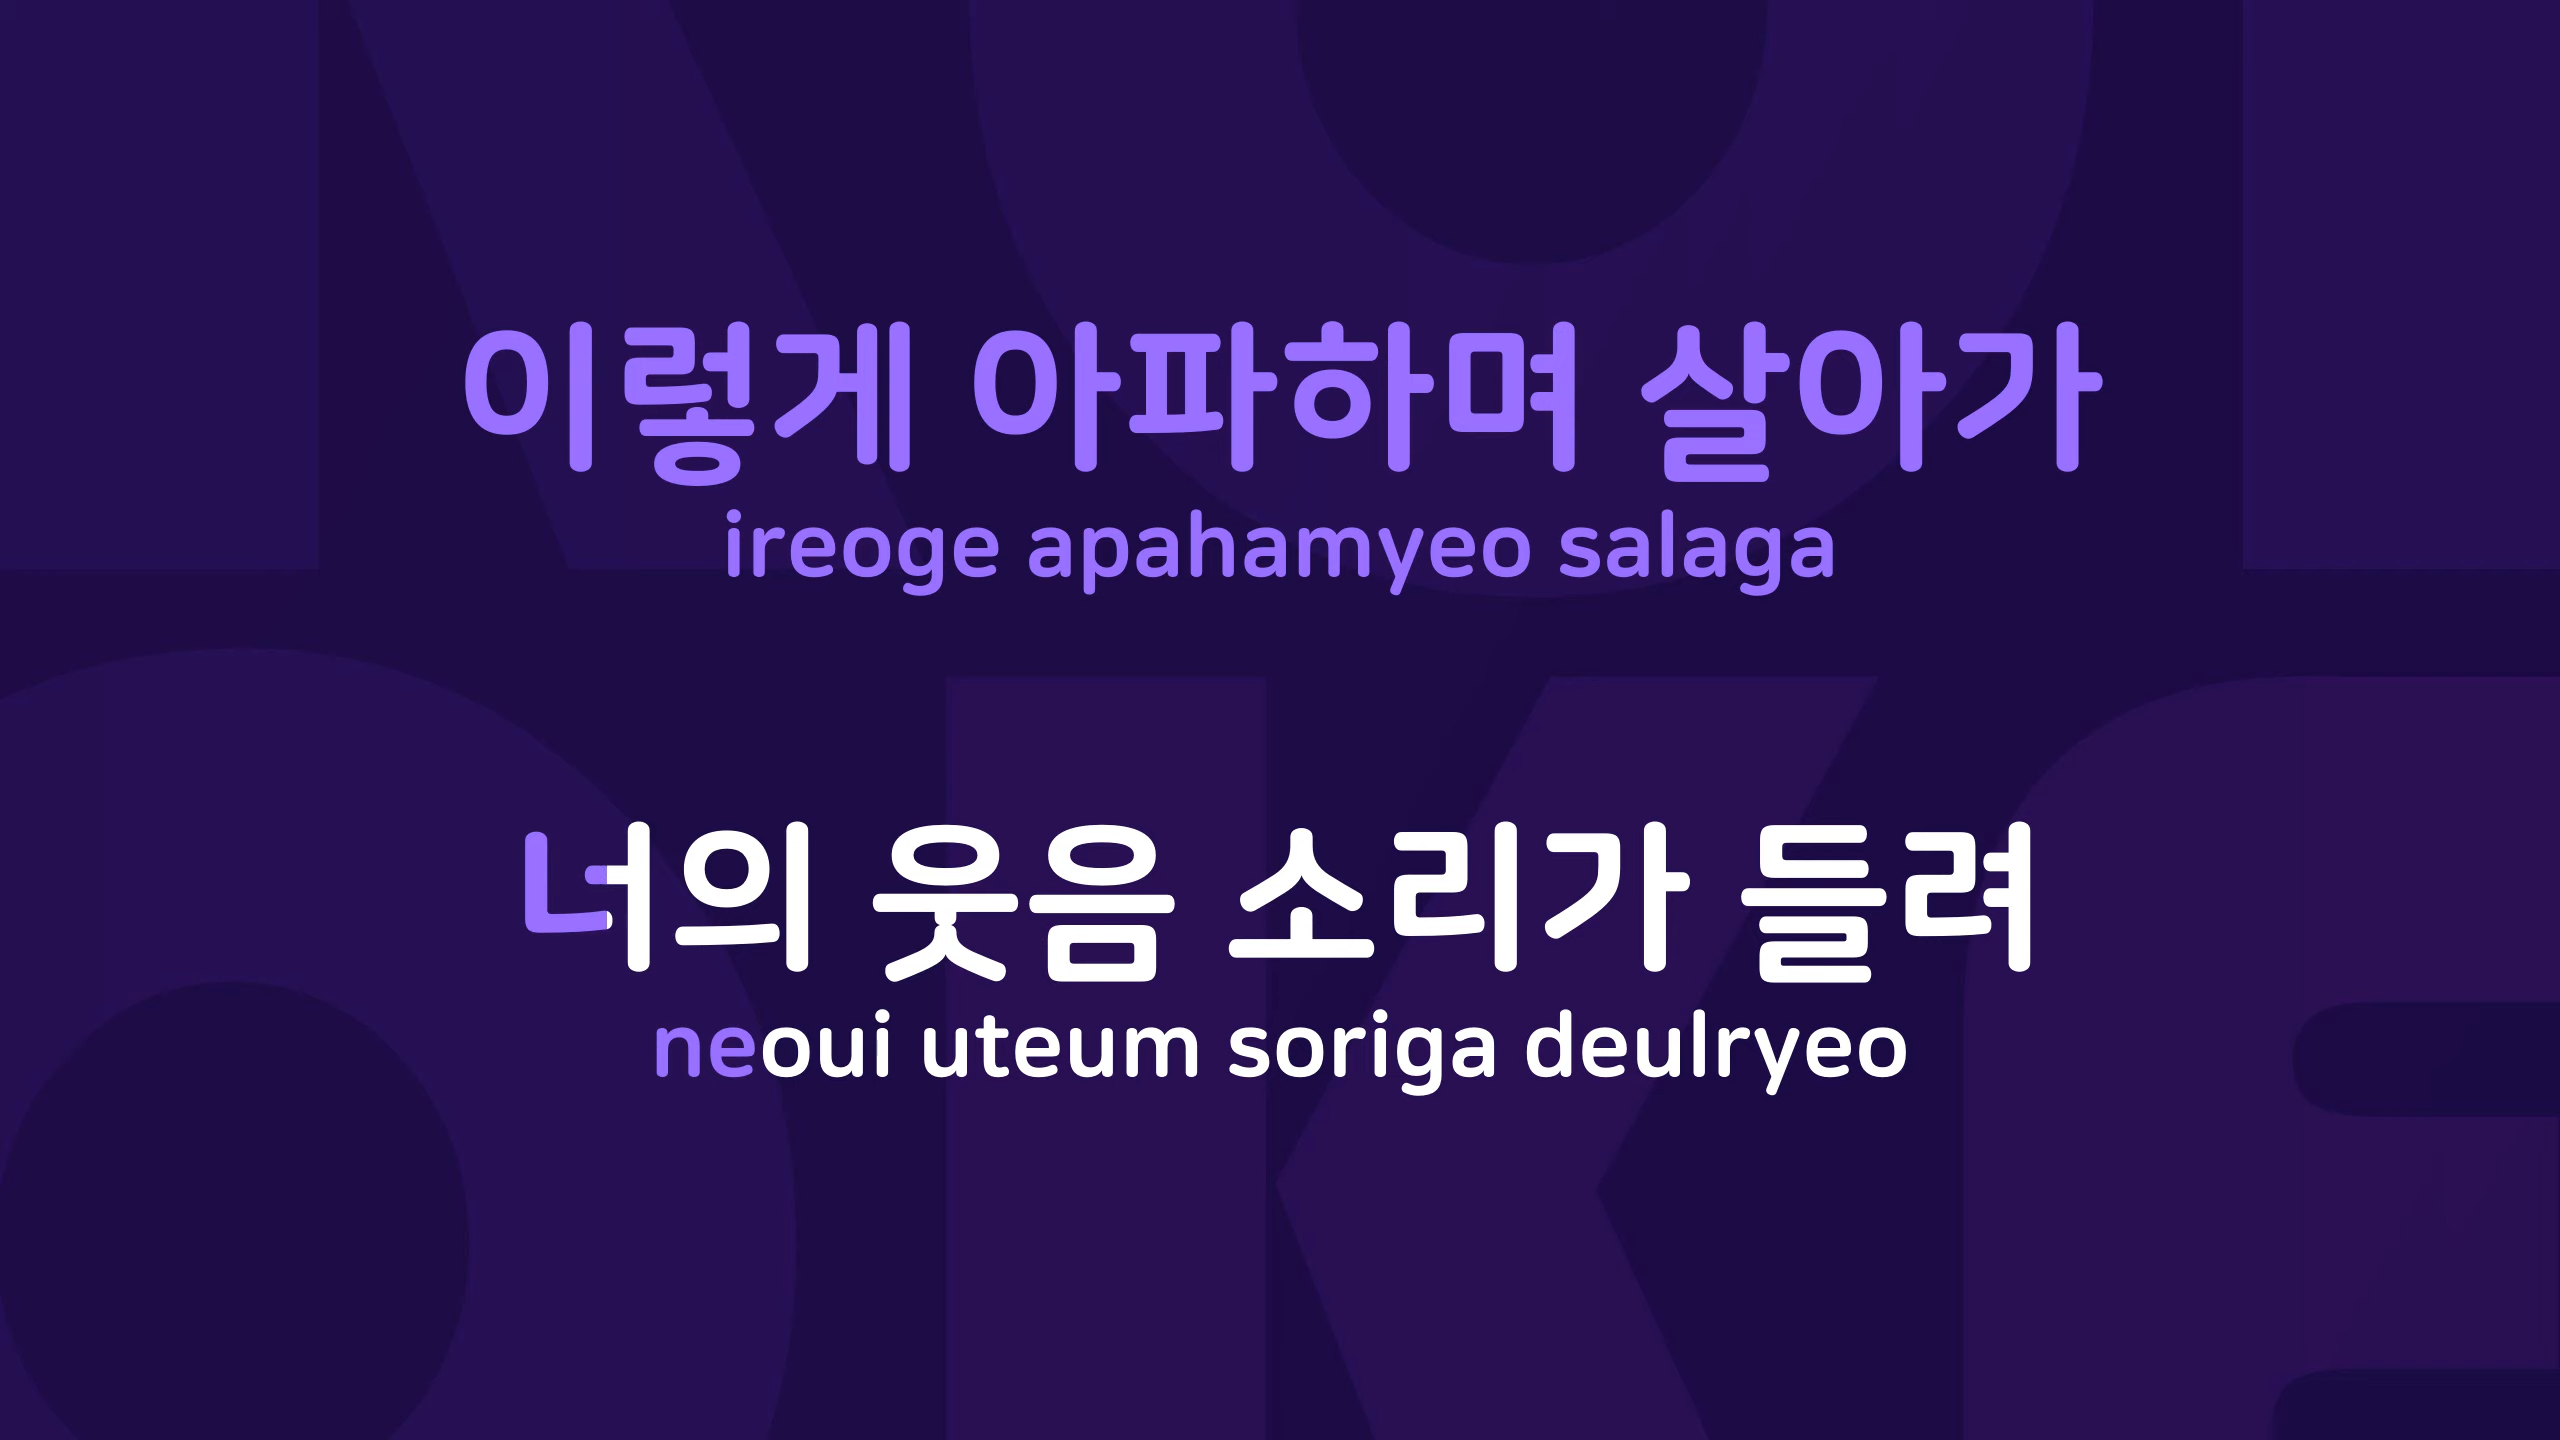 이렇게 아파하며 살아가
ireoge apahamyeo salaga
너의 웃음 소리가 들려
neoui uteum soriga deulryeo